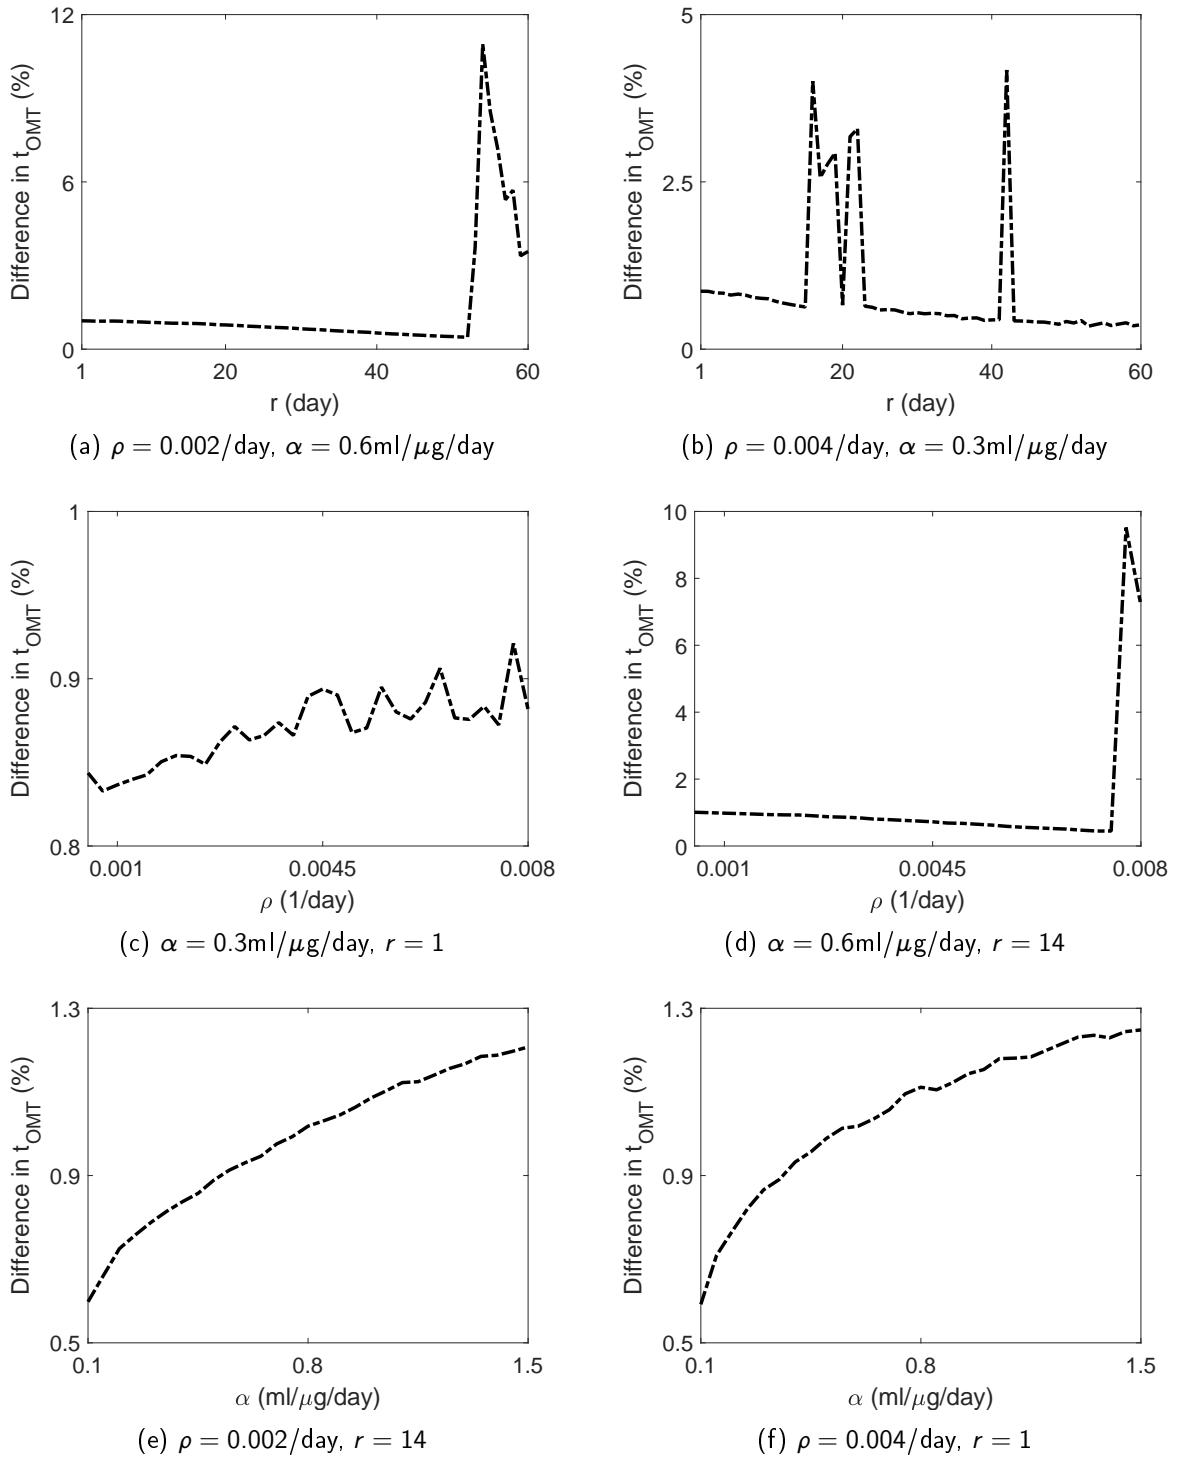 12
6
0
1
20
40
60
Difference in t_OMT (%)
r (day)
(a) ρ = 0.002/day, α = 0.6ml/μg/day
5
2.5
0
1
20
40
60
Difference in t_OMT (%)
r (day)
(b) ρ = 0.004/day, α = 0.3ml/μg/day
1
0.9
0.8
0.001
0.0045
0.008
Difference in t_OMT (%)
ρ (1/day)
(c) α = 0.3ml/μg/day, r = 1
10
8
6
4
2
0
0.001
0.0045
0.008
Difference in t_OMT (%)
ρ (1/day)
(d) α = 0.6ml/μg/day, r = 14
1.3
0.9
0.5
0.1
0.8
1.5
Difference in t_OMT (%)
α (ml/μg/day)
(e) ρ = 0.002/day, r = 14
1.3
0.9
0.5
0.1
0.8
1.5
Difference in t_OMT (%)
α (ml/μg/day)
(f) ρ = 0.004/day, r = 1